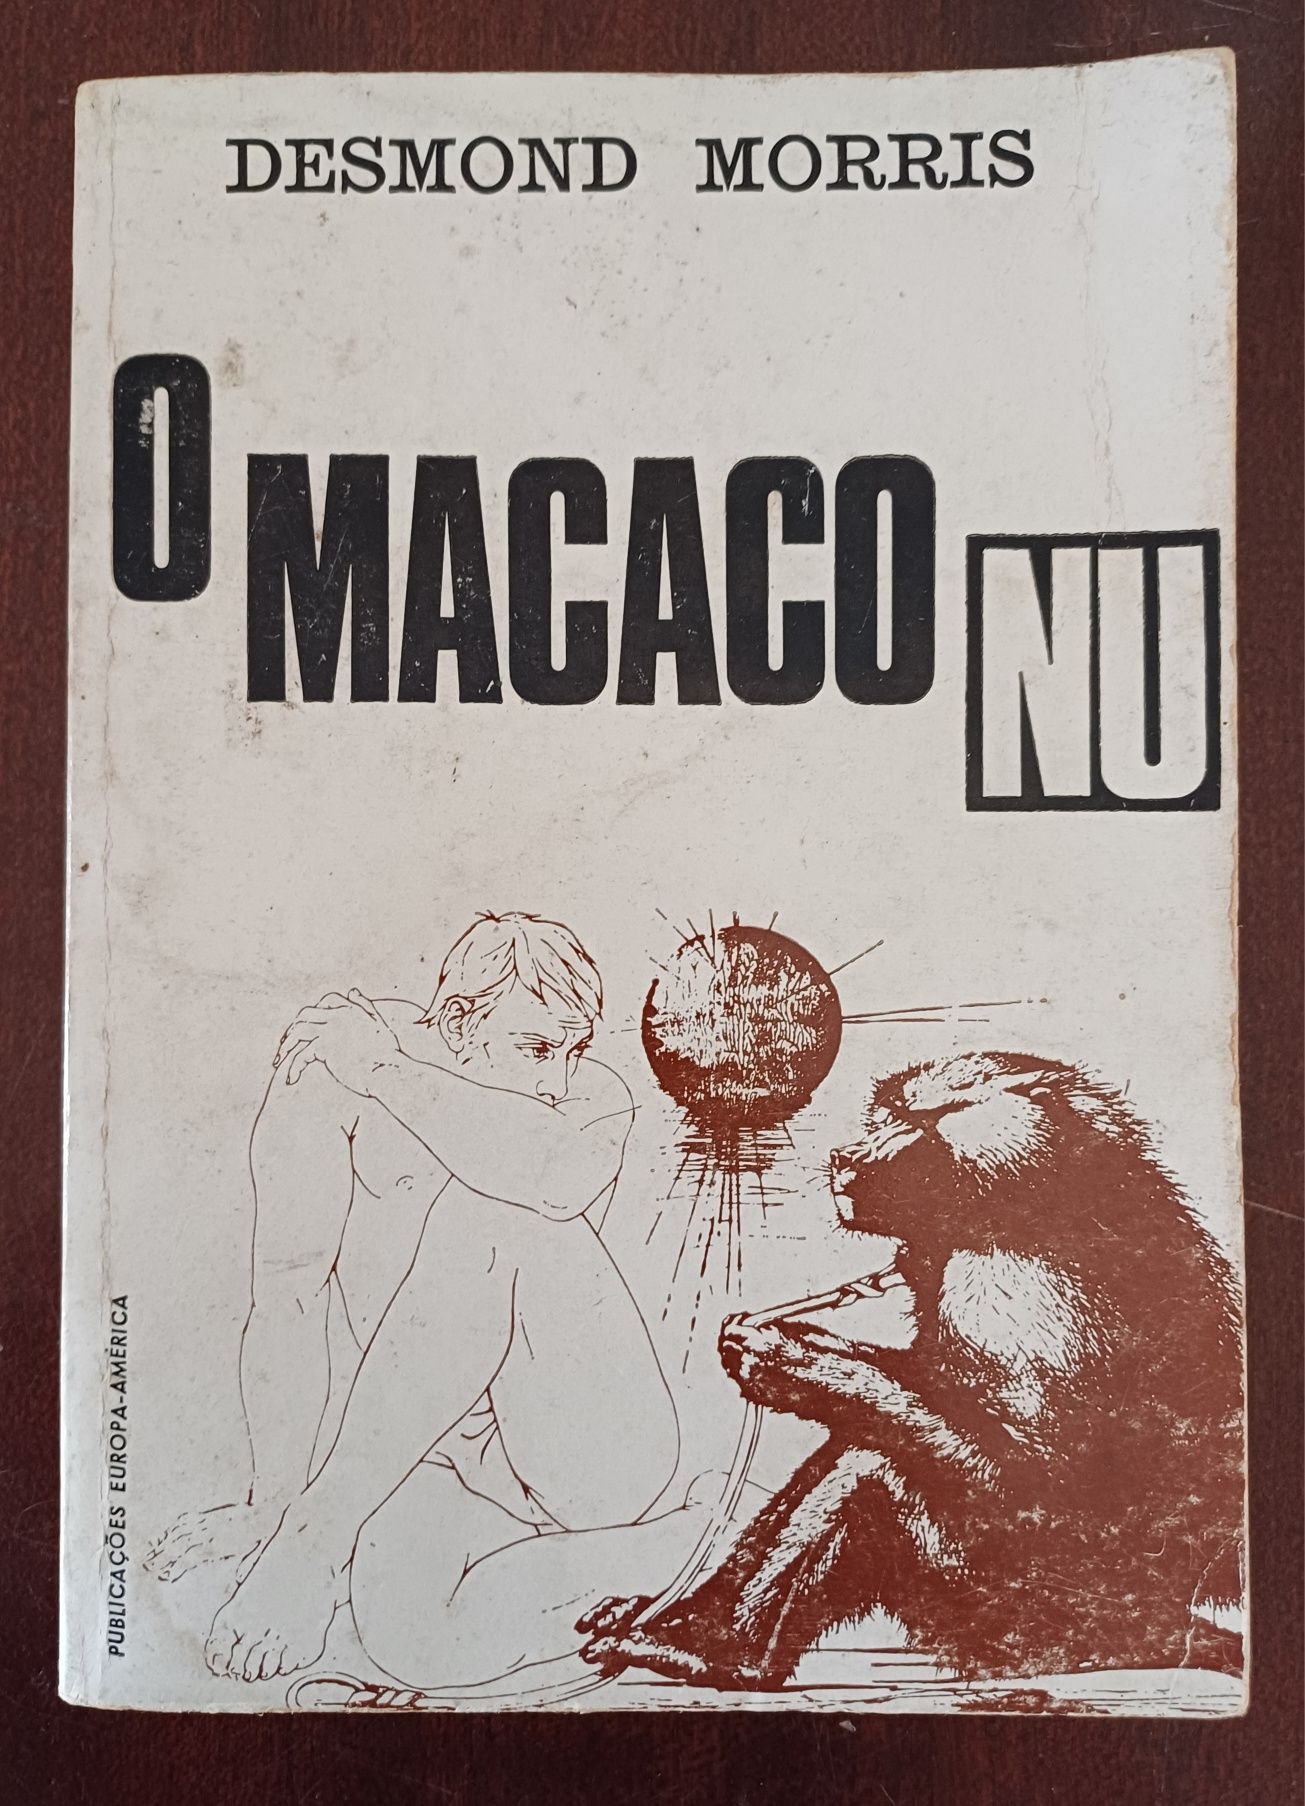 DESMOND MORRIS
O MACACO NU
PUBLICAÇÕES EUROPA-AMÉRICA